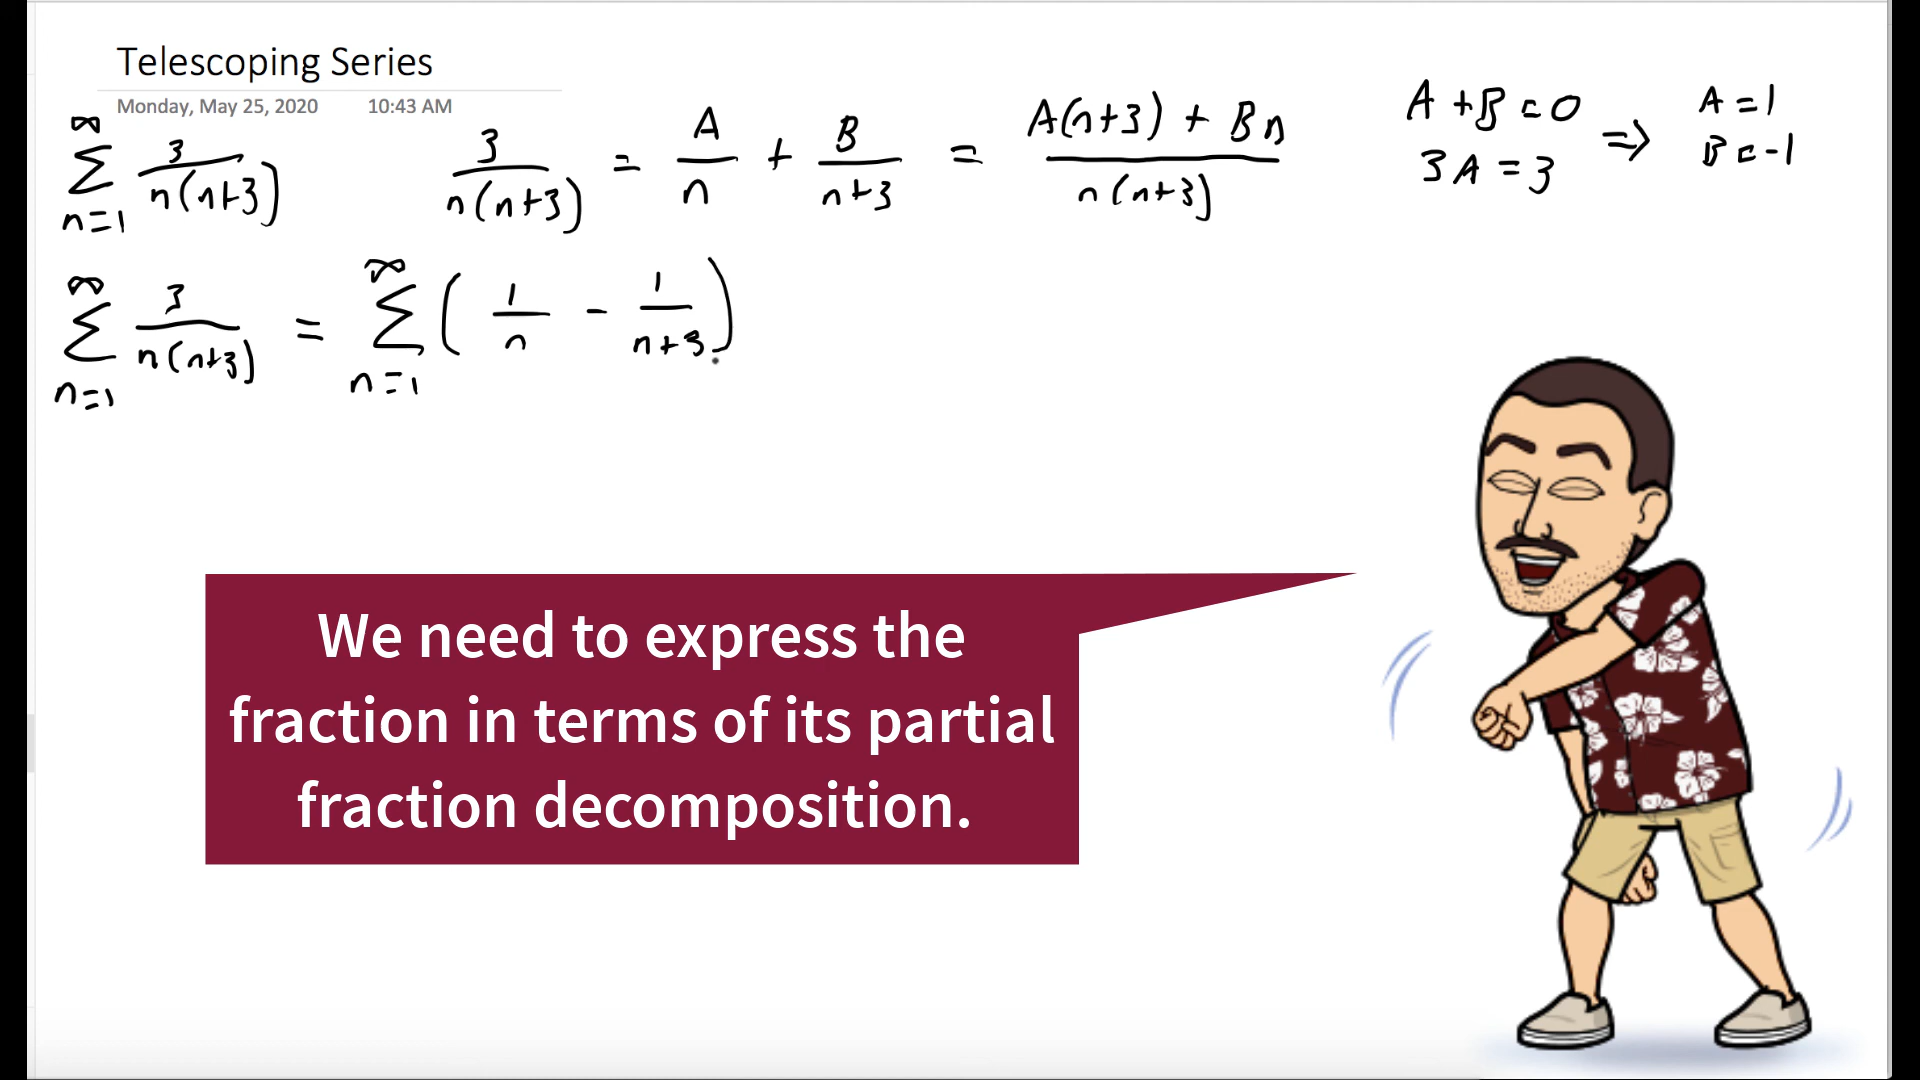 Telescoping Series
Monday, May 25, 2020 10:43 AM
∞
∑ 3/(n(n+3))
n=1
3/(n(n+3)) = A/n + B/(n+3) = (A(n+3) + Bn)/(n(n+3))
A + B = 0
3A = 3
⇒
A = 1
B = -1
∞
∑ 3/(n(n+3))
n=1
=
∞
∑ (1/n - 1/(n+3))
n=1
We need to express the
fraction in terms of its partial
fraction decomposition.